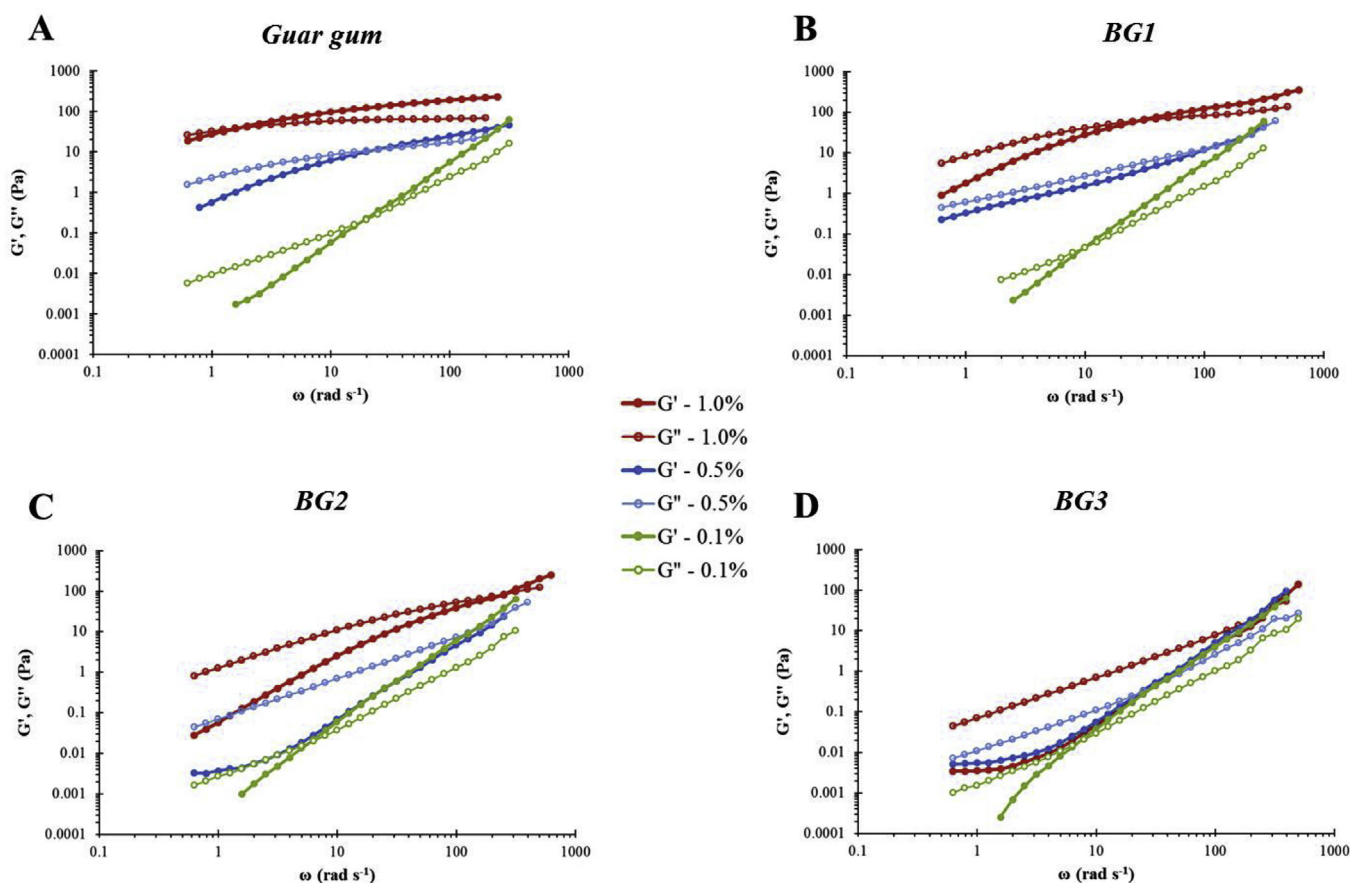 A
Guar gum
G', G" (Pa)
1000
100
10
1
0.1
0.01
0.001
0.0001
0.1
1
10
100
1000
ω (rad s-1)
B
BG1
G', G" (Pa)
1000
100
10
1
0.1
0.01
0.001
0.0001
0.1
1
10
100
1000
ω (rad s-1)
G' - 1.0%
G" - 1.0%
G' - 0.5%
G" - 0.5%
G' - 0.1%
G" - 0.1%
C
BG2
G', G" (Pa)
1000
100
10
1
0.1
0.01
0.001
0.0001
0.1
1
10
100
1000
ω (rad s-1)
D
BG3
G', G" (Pa)
1000
100
10
1
0.1
0.01
0.001
0.0001
0.1
1
10
100
1000
ω (rad s-1)